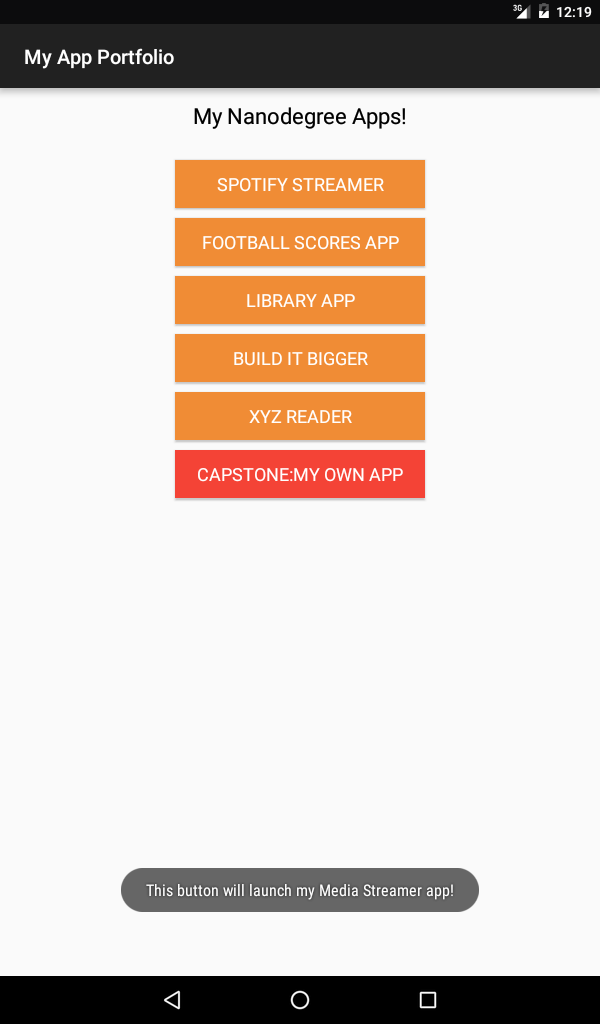 3G 12:19
My App Portfolio
My Nanodegree Apps!
SPOTIFY STREAMER
FOOTBALL SCORES APP
LIBRARY APP
BUILD IT BIGGER
XYZ READER
CAPSTONE:MY OWN APP
This button will launch my Media Streamer app!